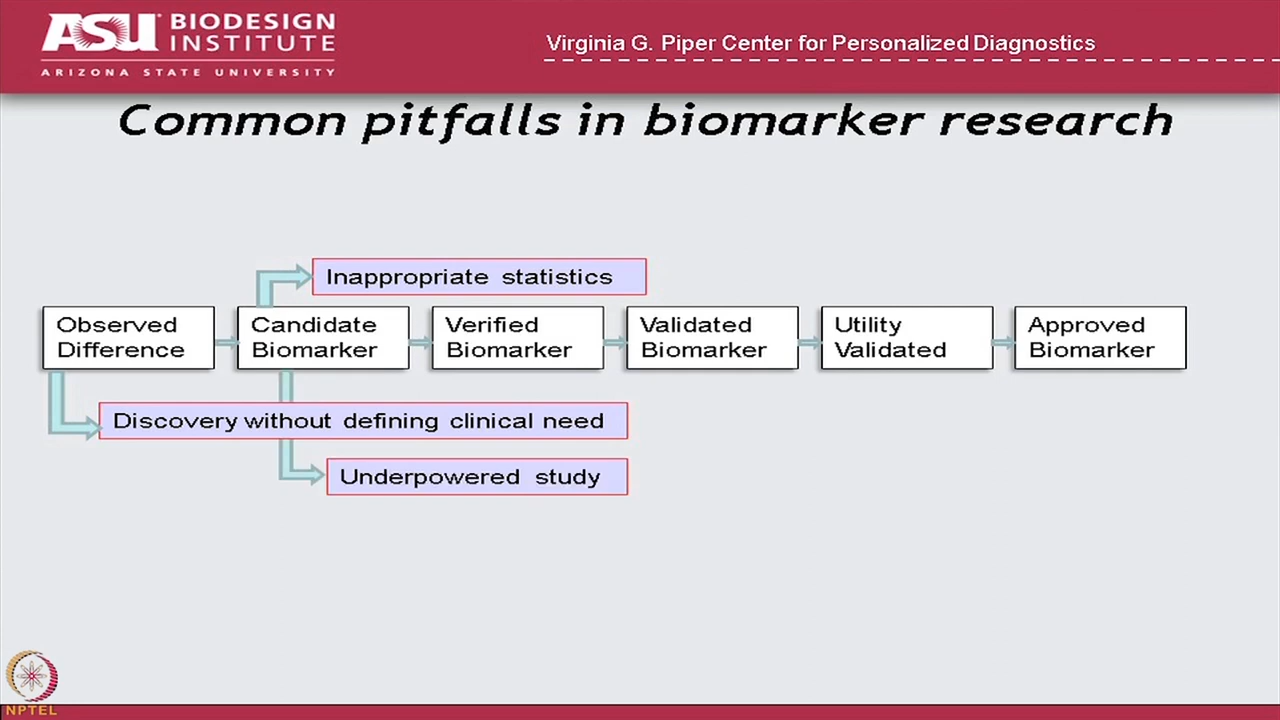 ASU BIODESIGN
INSTITUTE
ARIZONA STATE UNIVERSITY
Virginia G. Piper Center for Personalized Diagnostics
Common pitfalls in biomarker research
Inappropriate statistics
Observed
Difference
Candidate
Biomarker
Verified
Biomarker
Validated
Biomarker
Utility
Validated
Approved
Biomarker
Discovery without defining clinical need
Underpowered study
NPTEL